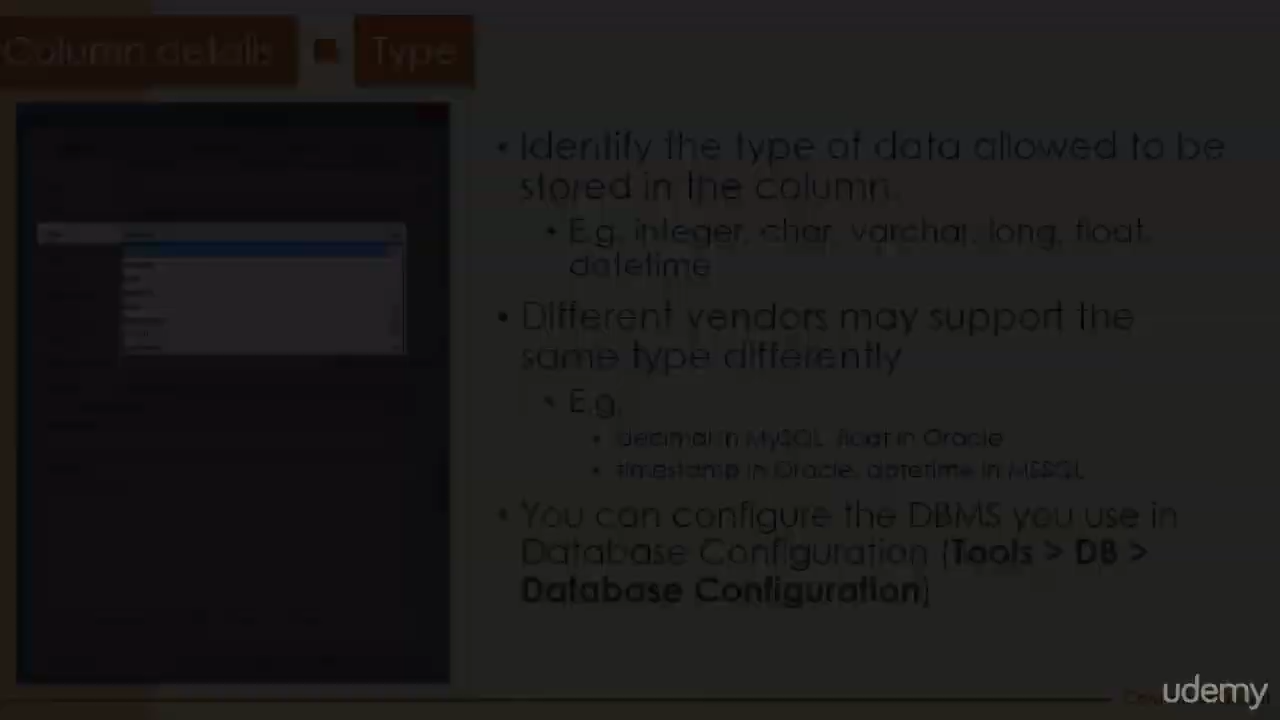 Column details
Type
• Identify the type of data allowed to be
stored in the column.
• E.g. integer, char, varchar, long, float,
datetime
• Different vendors may support the
same type differently
• E.g.
• decimal in MySQL, float in Oracle
• timestamp in Oracle, datetime in MSSQL
• You can configure the DBMS you use in
Database Configuration (Tools > DB >
Database Configuration)
udemy